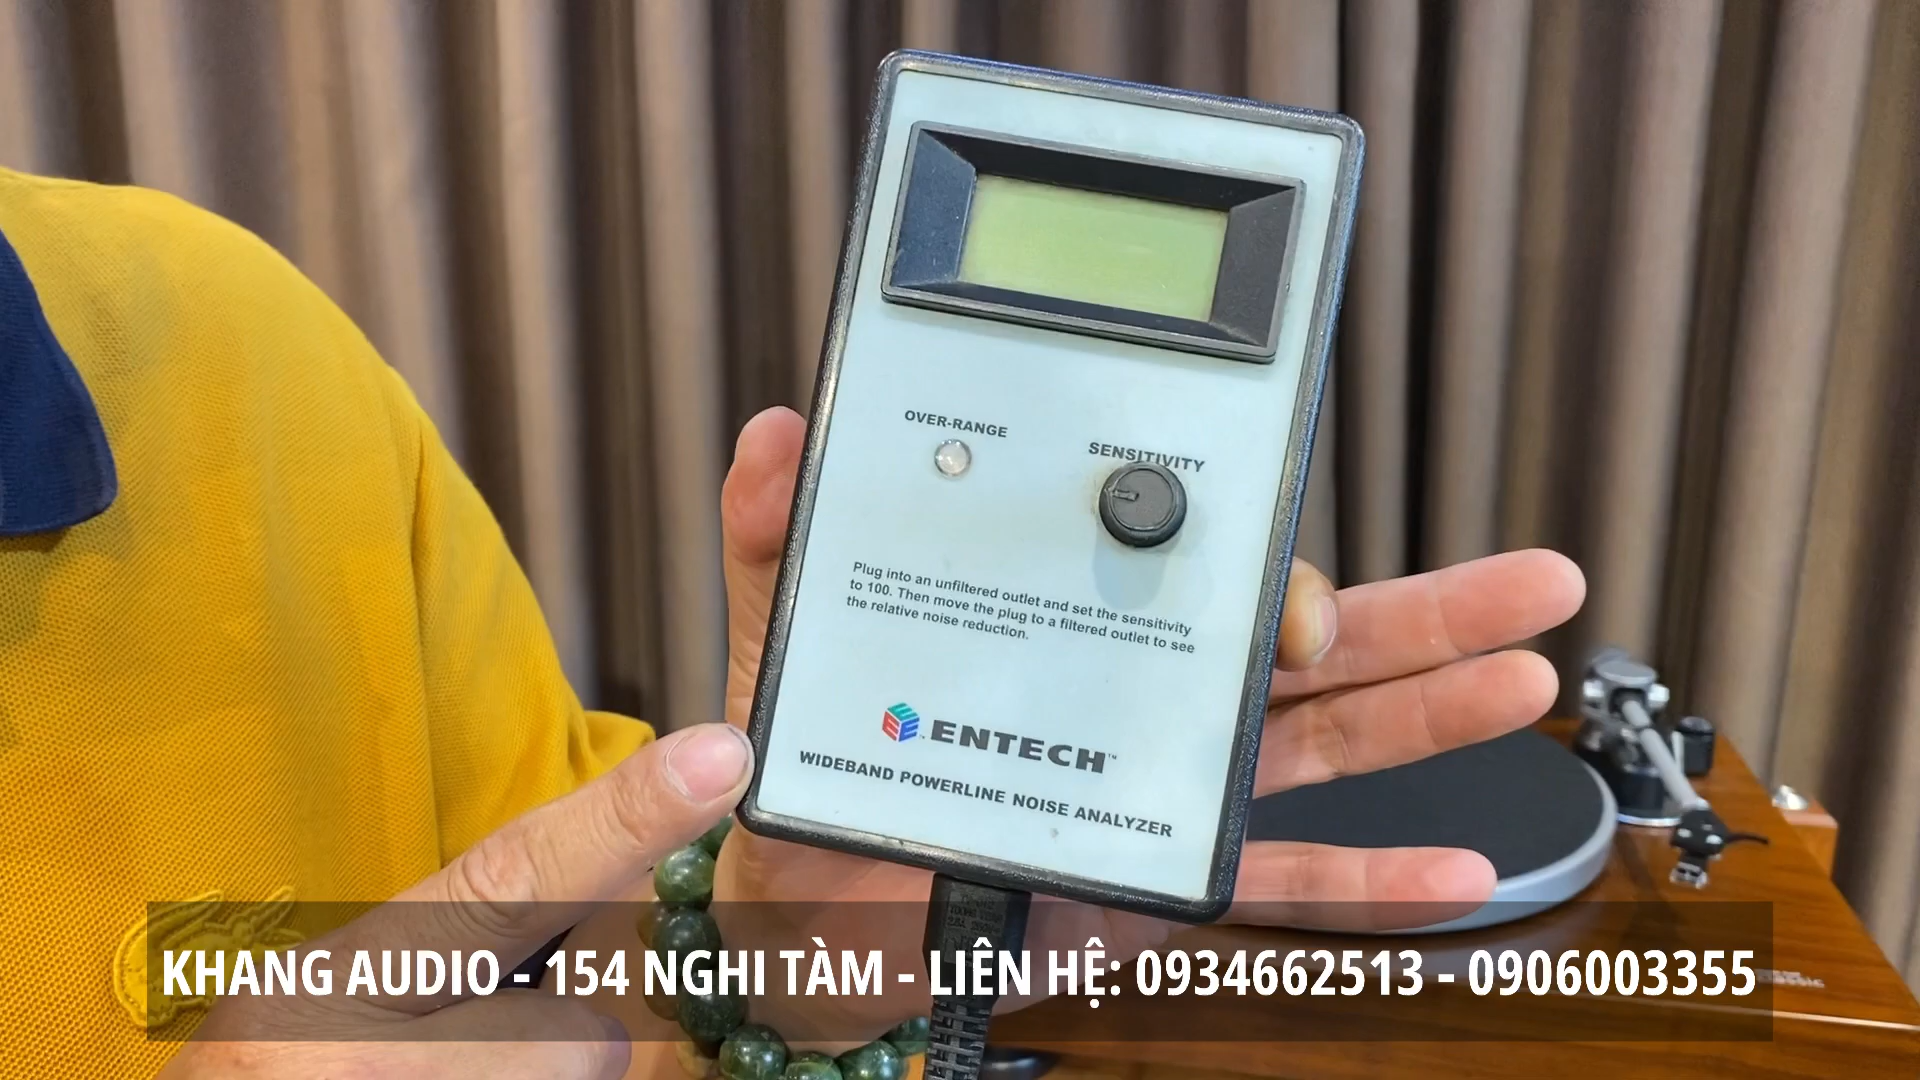 OVER-RANGE
SENSITIVITY
Plug into an unfiltered outlet and set the sensitivity
to 100. Then move the plug to a filtered outlet to see
the relative noise reduction.
ENTECH™
WIDEBAND POWERLINE NOISE ANALYZER
KHANG AUDIO - 154 NGHI TÀM - LIÊN HỆ: 0934662513 - 0906003355